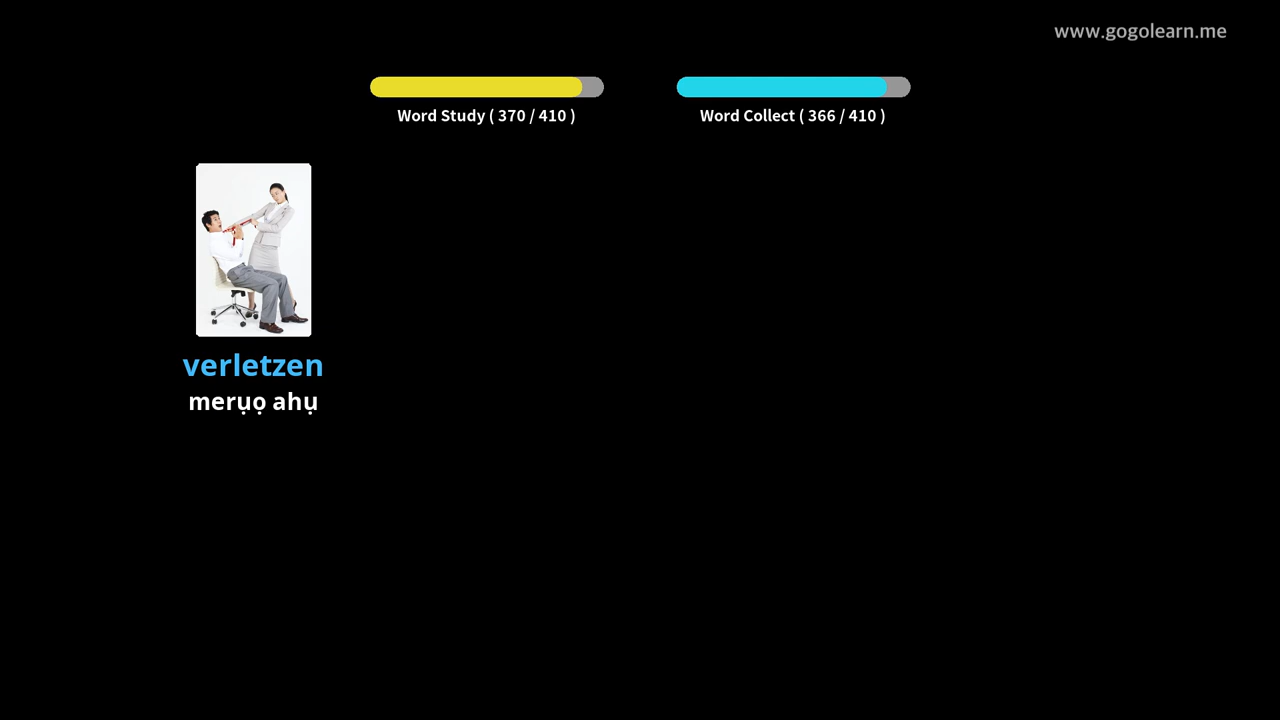 www.gogolearn.me
Word Study ( 370 / 410 )
Word Collect ( 366 / 410 )
verletzen
merụọ ahụ